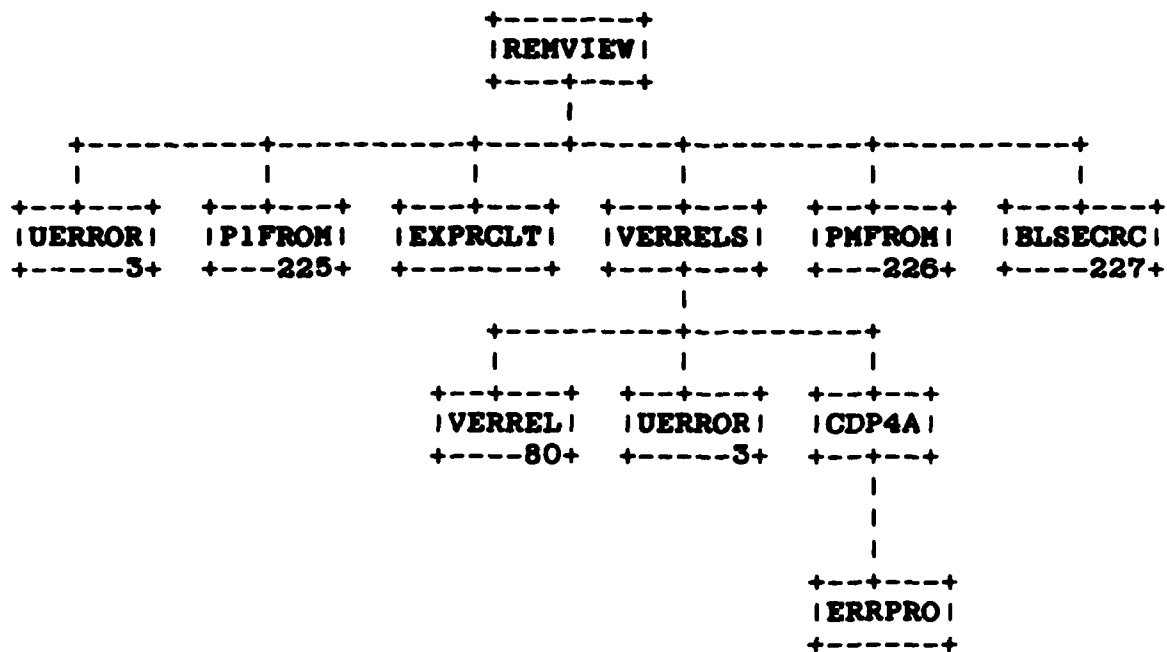 +--------+
                                        |REMVIEW|
                                        +----+---+
                                             |
    +----------+-----------+-----+------+----------+-----------+
    |          |           |            |          |           |
+---+---+  +---+---+  +----+---+  +----+---+  +---+---+  +----+---+
|UERROR|  |P1FROM|  |EXPRCLT|  |VERRELS|  |PMFROM|  |BLSECRC|
+-----3+  +---225+  +--------+  +---+----+  +---226+  +----227+
                                    |
                         +----------+----------+
                         |          |          |
                     +---+---+  +---+---+  +---+--+
                     |VERREL|  |UERROR|  |CDP4A|
                     +----80+  +-----3+  +--+--+
                                            |
                                            |
                                            |
                                        +--+----+
                                        |ERRPRO|
                                        +-------+